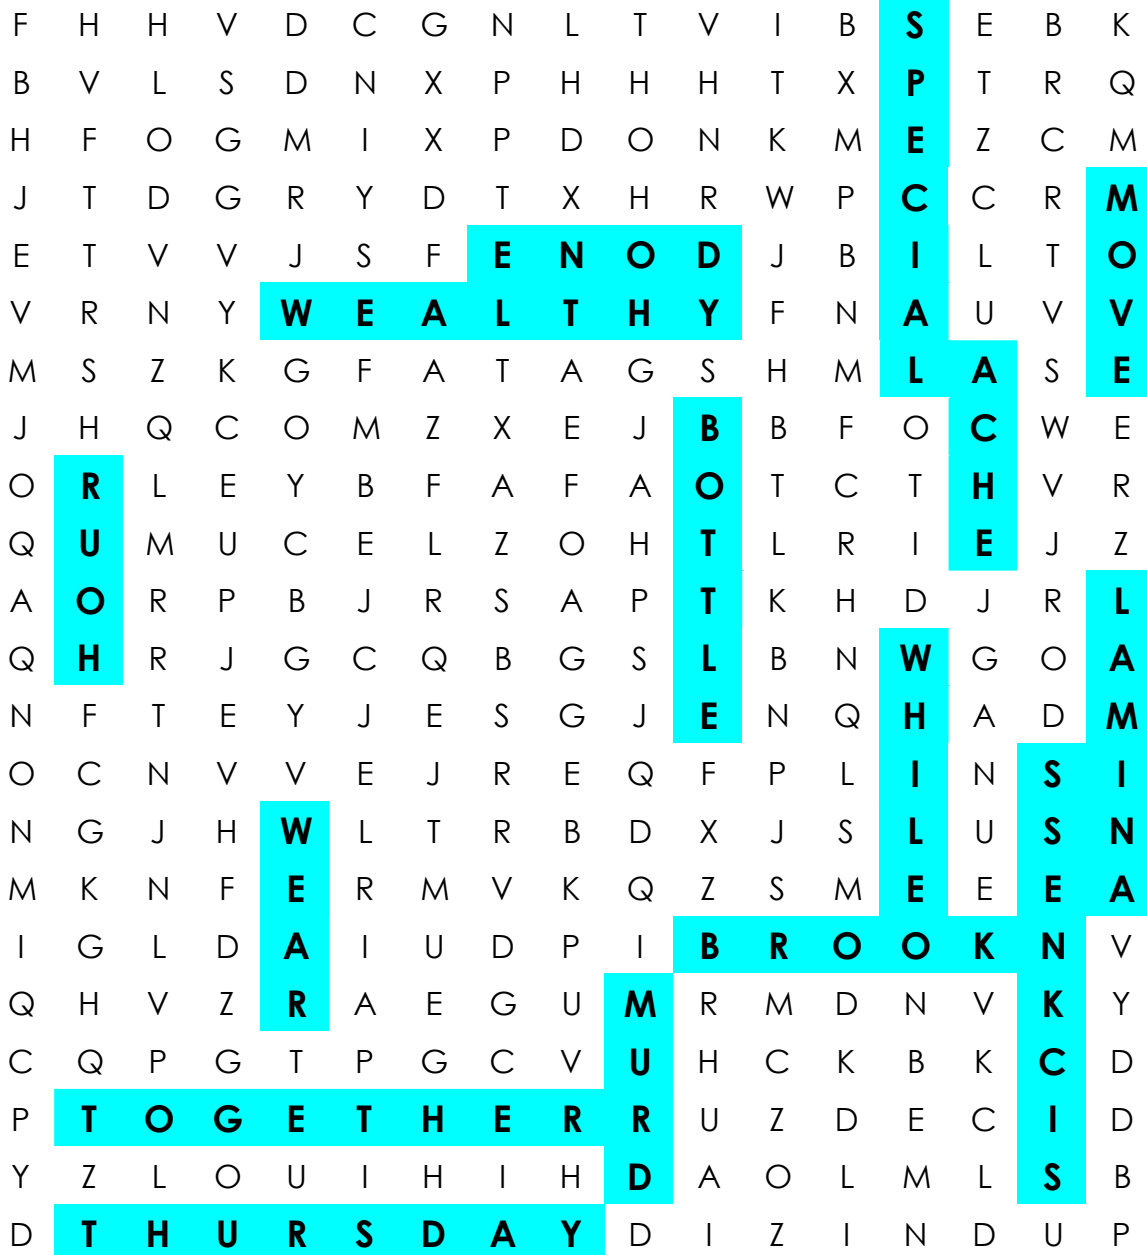 F H H V D C G N L T V I B S E B K
B V L S D N X P H H H T X P T R Q
H F O G M I X P D O N K M E Z C M
J T D G R Y D T X H R W P C C R M
E T V V J S F E N O D J B I L T O
V R N Y W E A L T H Y F N A U V V
M S Z K G F A T A G S H M L A S E
J H Q C O M Z X E J B B F O C W E
O R L E Y B F A F A O T C T H V R
Q U M U C E L Z O H T L R I E J Z
A O R P B J R S A P T K H D J R L
Q H R J G C Q B G S L B N W G O A
N F T E Y J E S G J E N Q H A D M
O C N V V E J R E Q F P L I N S I
N G J H W L T R B D X J S L U S N
M K N F E R M V K Q Z S M E E E A
I G L D A I U D P I B R O O K N V
Q H V Z R A E G U M R M D N V K Y
C Q P G T P G C V U H C K B K C D
P T O G E T H E R R U Z D E C I D
Y Z L O U I H I H D A O L M L S B
D T H U R S D A Y D I Z I N D U P